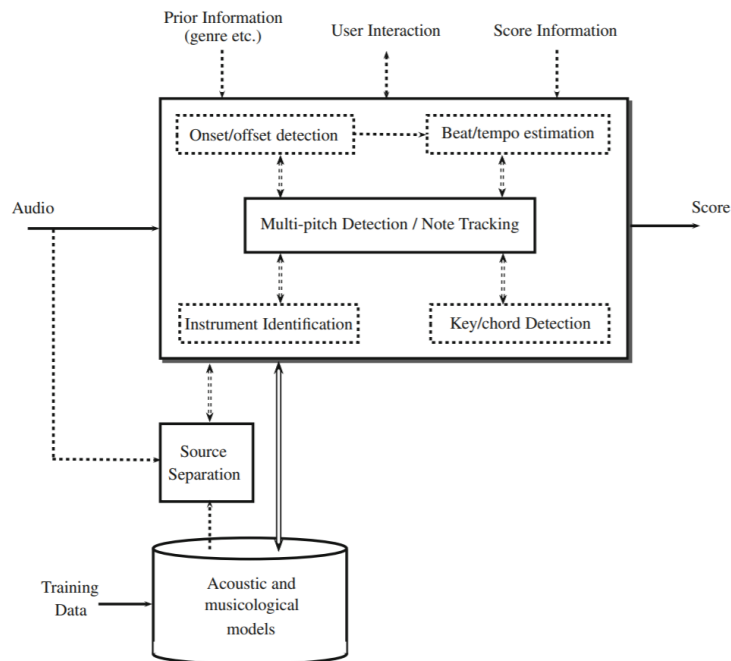 Prior Information
(genre etc.)
User Interaction
Score Information
Onset/offset detection
Beat/tempo estimation
Audio
Multi-pitch Detection / Note Tracking
Score
Instrument Identification
Key/chord Detection
Source
Separation
Training
Data
Acoustic and
musicological
models